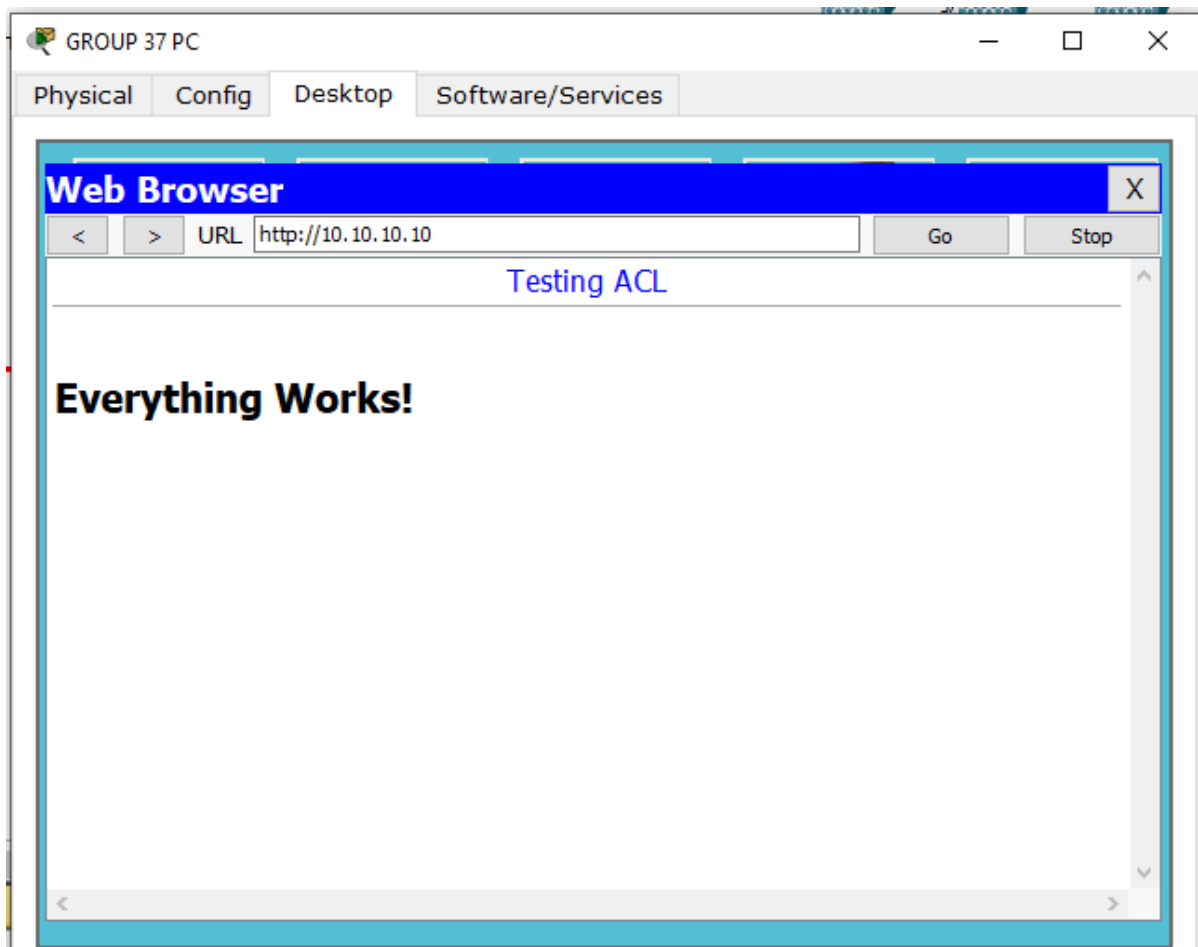 GROUP 37 PC
Physical Config Desktop Software/Services
Web Browser X
< > URL http://10.10.10.10 Go Stop
Testing ACL
Everything Works!